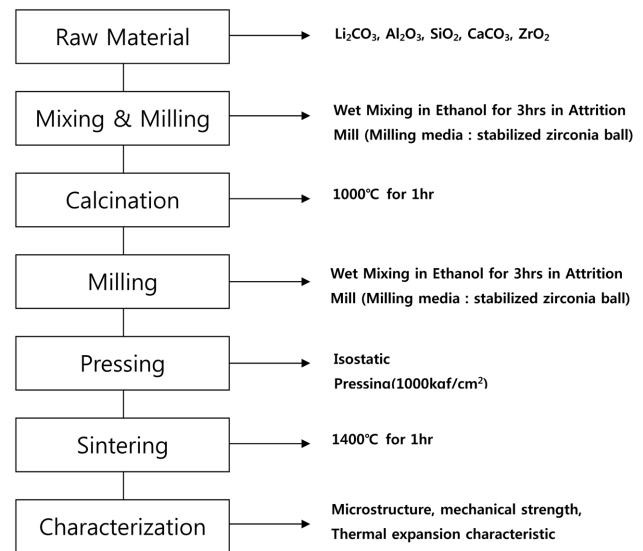 Raw Material
Li₂CO₃, Al₂O₃, SiO₂, CaCO₃, ZrO₂
Mixing & Milling
Wet Mixing in Ethanol for 3hrs in Attrition
Mill (Milling media : stabilized zirconia ball)
Calcination
1000℃ for 1hr
Milling
Wet Mixing in Ethanol for 3hrs in Attrition
Mill (Milling media : stabilized zirconia ball)
Pressing
Isostatic
Pressing(1000kgf/cm²)
Sintering
1400℃ for 1hr
Characterization
Microstructure, mechanical strength,
Thermal expansion characteristic